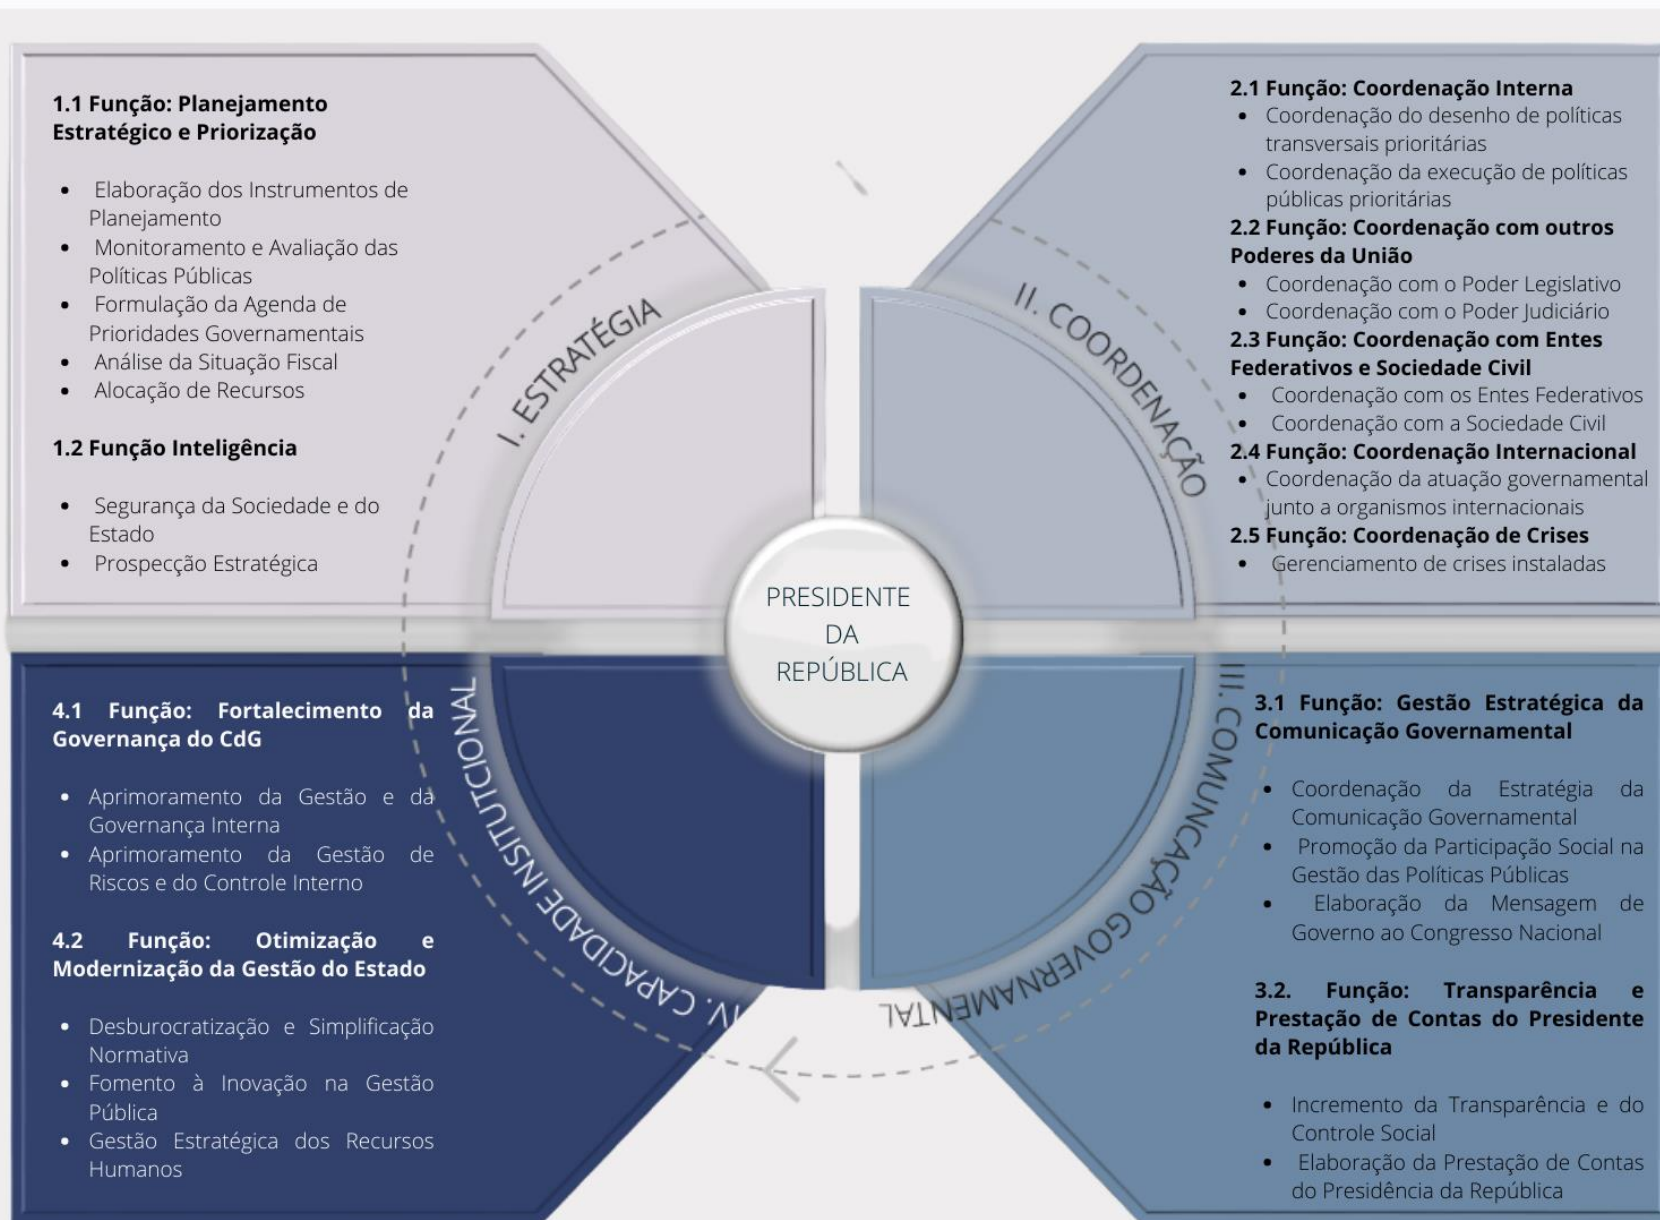 1.1 Função: Planejamento
Estratégico e Priorização
• Elaboração dos Instrumentos de
Planejamento
• Monitoramento e Avaliação das
Políticas Públicas
• Formulação da Agenda de
Prioridades Governamentais
• Análise da Situação Fiscal
• Alocação de Recursos
1.2 Função Inteligência
• Segurança da Sociedade e do
Estado
• Prospecção Estratégica
I. ESTRATÉGIA
II. COORDENAÇÃO
2.1 Função: Coordenação Interna
• Coordenação do desenho de políticas
transversais prioritárias
• Coordenação da execução de políticas
públicas prioritárias
2.2 Função: Coordenação com outros
Poderes da União
• Coordenação com o Poder Legislativo
• Coordenação com o Poder Judiciário
2.3 Função: Coordenação com Entes
Federativos e Sociedade Civil
• Coordenação com os Entes Federativos
• Coordenação com a Sociedade Civil
2.4 Função: Coordenação Internacional
• Coordenação da atuação governamental
junto a organismos internacionais
2.5 Função: Coordenação de Crises
• Gerenciamento de crises instaladas
PRESIDENTE
DA
REPÚBLICA
4.1 Função: Fortalecimento da
Governança do CdG
• Aprimoramento da Gestão e da
Governança Interna
• Aprimoramento da Gestão de
Riscos e do Controle Interno
4.2 Função: Otimização e
Modernização da Gestão do Estado
• Desburocratização e Simplificação
Normativa
• Fomento à Inovação na Gestão
Pública
• Gestão Estratégica dos Recursos
Humanos
IV. CAPACIDADE INSITUTCIONAL
III. COMUNCAÇÃO GOVERNAMENTAL
3.1 Função: Gestão Estratégica da
Comunicação Governamental
• Coordenação da Estratégia da
Comunicação Governamental
• Promoção da Participação Social na
Gestão das Políticas Públicas
• Elaboração da Mensagem de
Governo ao Congresso Nacional
3.2. Função: Transparência e
Prestação de Contas do Presidente
da República
• Incremento da Transparência e do
Controle Social
• Elaboração da Prestação de Contas
do Presidência da República